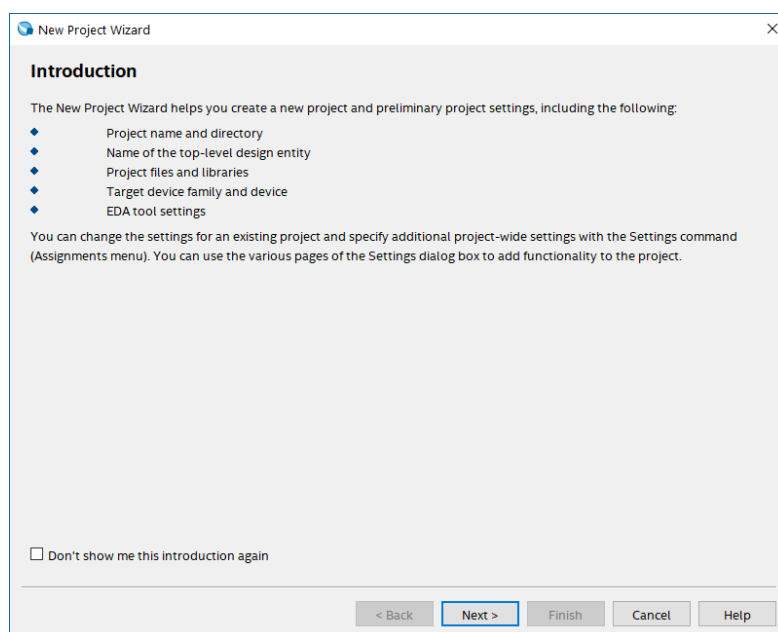 New Project Wizard
Introduction
The New Project Wizard helps you create a new project and preliminary project settings, including the following:
Project name and directory
Name of the top-level design entity
Project files and libraries
Target device family and device
EDA tool settings
You can change the settings for an existing project and specify additional project-wide settings with the Settings command
(Assignments menu). You can use the various pages of the Settings dialog box to add functionality to the project.
Don't show me this introduction again
< Back Next > Finish Cancel Help